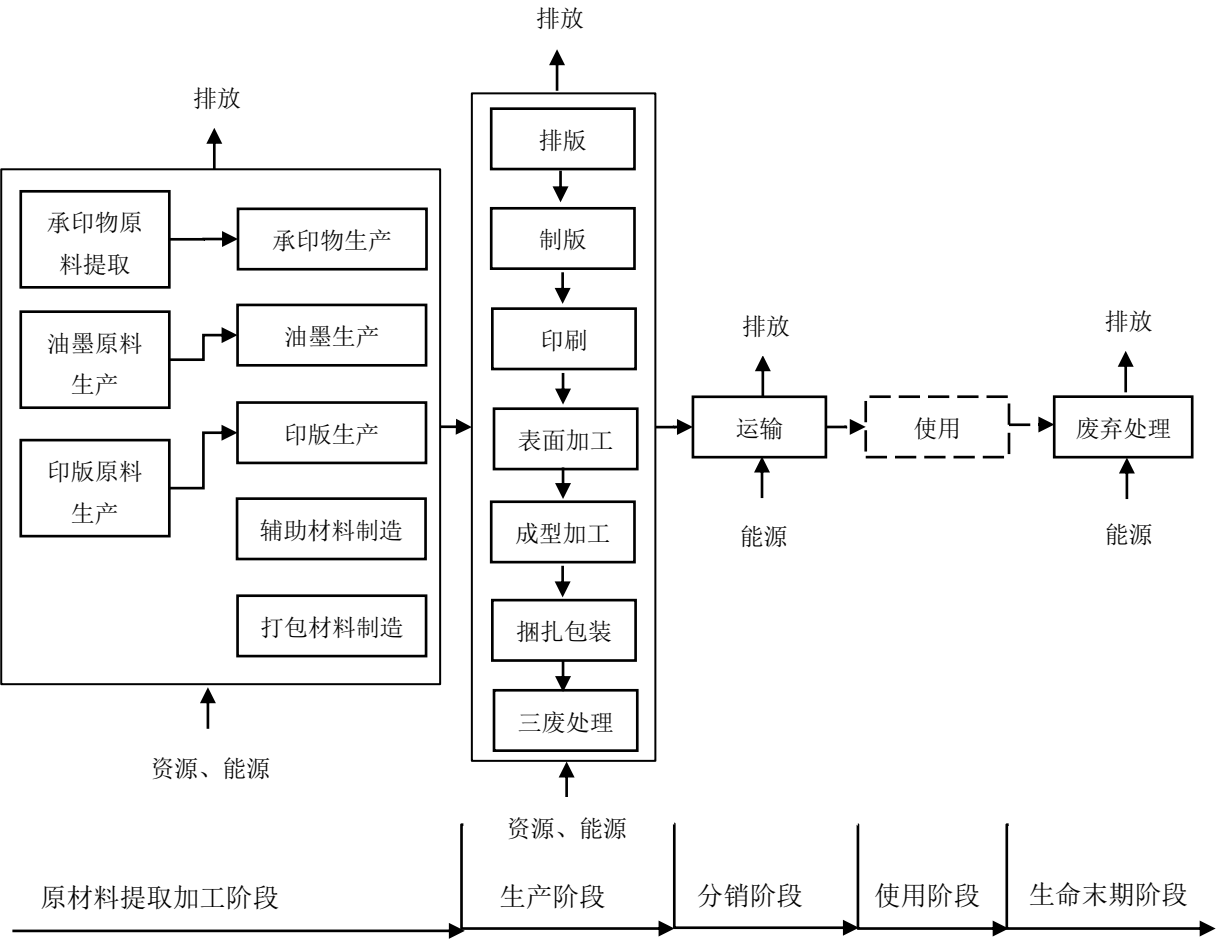 排放
排放
承印物原
料提取
承印物生产
油墨原料
生产
油墨生产
印版原料
生产
印版生产
辅助材料制造
打包材料制造
资源、能源
排版
制版
印刷
表面加工
成型加工
捆扎包装
三废处理
资源、能源
排放
运输
能源
使用
排放
废弃处理
能源
原材料提取加工阶段
生产阶段
分销阶段
使用阶段
生命末期阶段